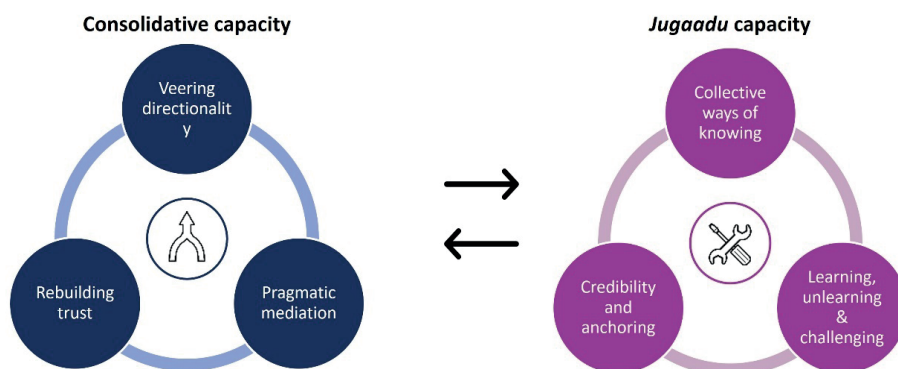 Consolidative capacity
Veering
directionalit
y
Rebuilding
trust
Pragmatic
mediation
Jugaadu capacity
Collective
ways of
knowing
Credibility
and
anchoring
Learning,
unlearning
&
challenging